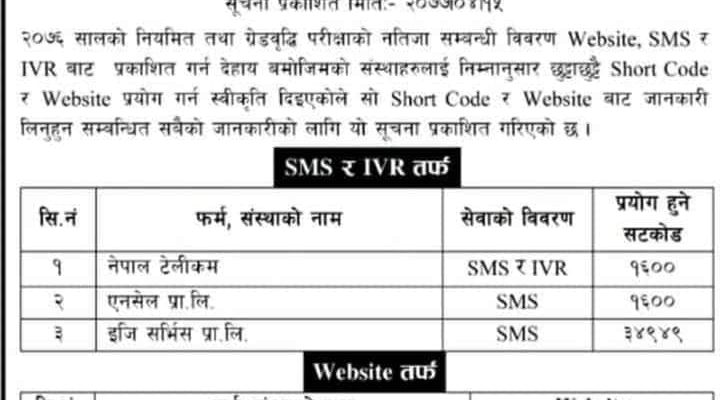 सूचना प्रकाशित मितिः- २०७७।०४।१५
२०७६ सालको नियमित तथा ग्रेडवृद्धि परीक्षाको नतिजा सम्बन्धी विवरण Website, SMS र
IVR बाट प्रकाशित गर्न देहाय बमोजिमको संस्थाहरुलाई निम्नानुसार छुट्टाछुट्टै Short Code
र Website प्रयोग गर्न स्वीकृति दिइएकोले सो Short Code र Website बाट जानकारी
लिनुहुन सम्बन्धित सबैको जानकारीको लागि यो सूचना प्रकाशित गरिएको छ ।
SMS र IVR तर्फ
सि.नं फर्म, संस्थाको नाम सेवाको विवरण प्रयोग हुने
सटकोड
१ नेपाल टेलीकम SMS र IVR १६००
२ एनसेल प्रा.लि. SMS १६००
३ इजि सर्भिस प्रा.लि. SMS ३४९४९
Website तर्फ